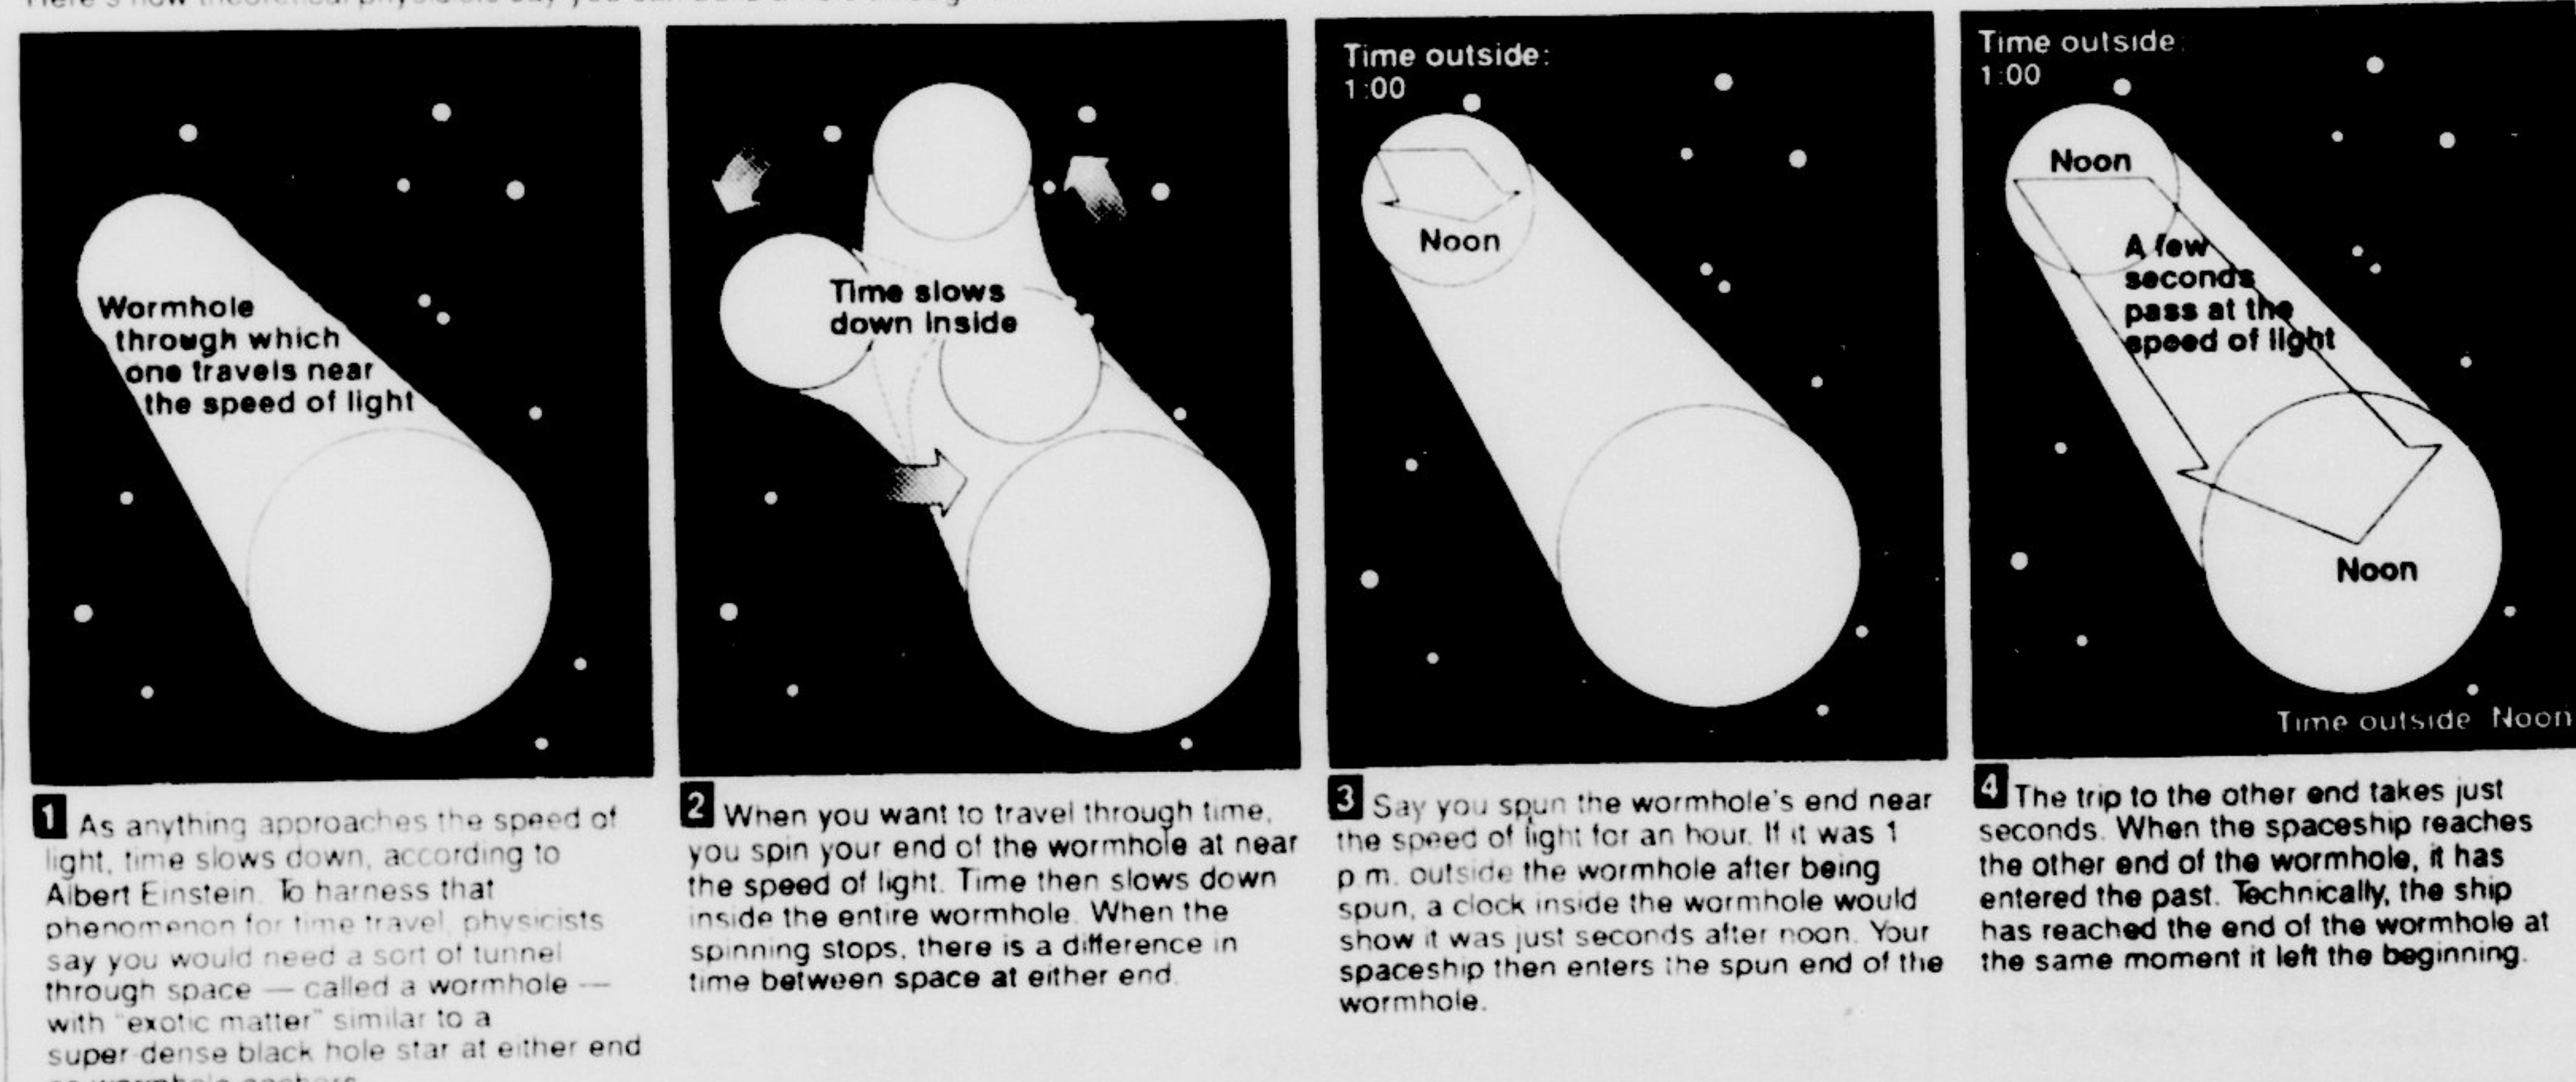 Time outside:
1:00
Time outside:
1:00
Wormhole
through which
one travels near
the speed of light
Time slows
down inside
Noon
Noon
A few
seconds
pass at the
speed of light
Noon
Time outside Noon
1 As anything approaches the speed of
light, time slows down, according to
Albert Einstein. To harness that
phenomenon for time travel, physicists
say you would need a sort of tunnel
through space — called a wormhole —
with "exotic matter" similar to a
super-dense black hole star at either end
2 When you want to travel through time,
you spin your end of the wormhole at near
the speed of light. Time then slows down
inside the entire wormhole. When the
spinning stops, there is a difference in
time between space at either end.
3 Say you spun the wormhole's end near
the speed of light for an hour. If it was 1
p.m. outside the wormhole after being
spun, a clock inside the wormhole would
show it was just seconds after noon. Your
spaceship then enters the spun end of the
wormhole.
4 The trip to the other end takes just
seconds. When the spaceship reaches
the other end of the wormhole, it has
entered the past. Technically, the ship
has reached the end of the wormhole at
the same moment it left the beginning.